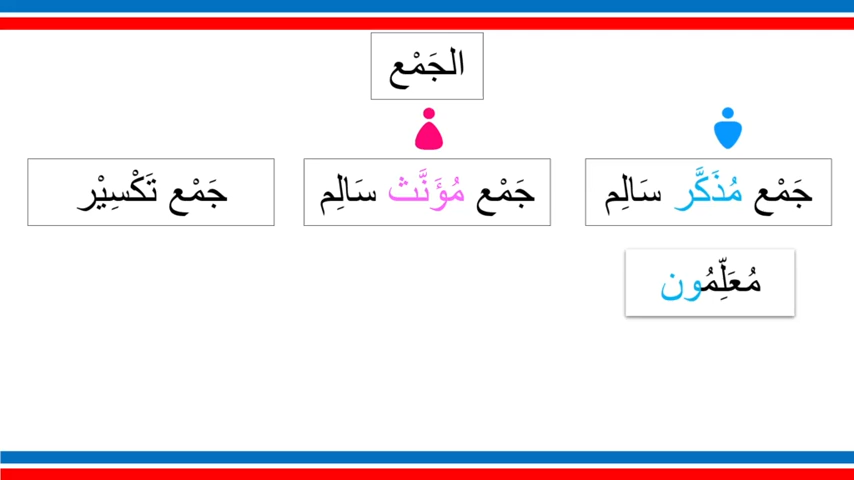 الجَمْع
جَمْع مُذَكَّر سَالِم
جَمْع مُؤَنَّث سَالِم
جَمْع تَكْسِيْر
مُعَلِّمُون